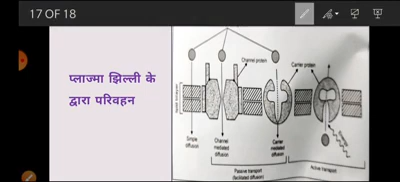 17 OF 18
प्लाज्मा झिल्ली के
द्वारा परिवहन
Channel protein
Carrier protein
Simple
diffusion
Channel
mediated
diffusion
Carrier
mediated
diffusion
Passive transport
(facilitated diffusion)
Active transport